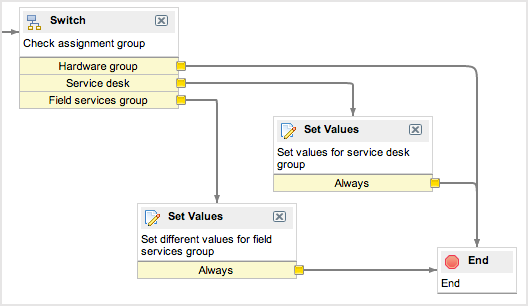 Switch
Check assignment group
Hardware group
Service desk
Field services group
Set Values
Set values for service desk
group
Always
Set Values
Set different values for field
services group
Always
End
End